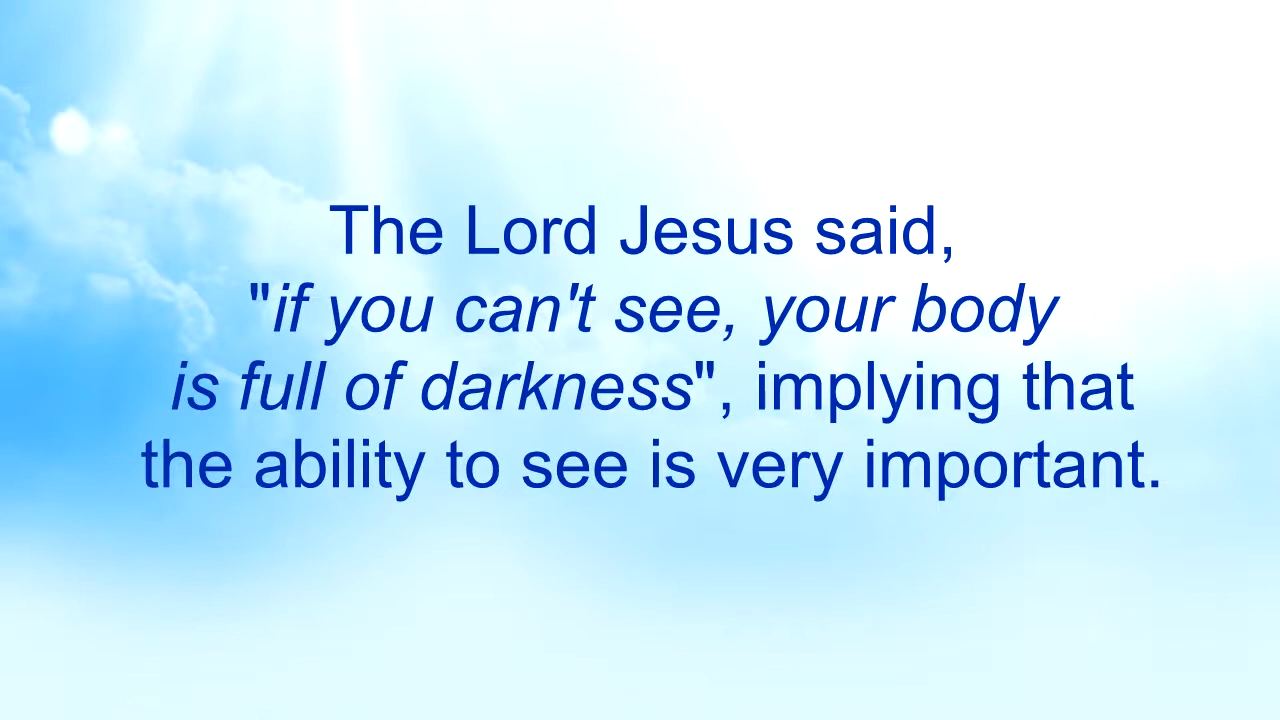 The Lord Jesus said,
"if you can't see, your body
is full of darkness", implying that
the ability to see is very important.